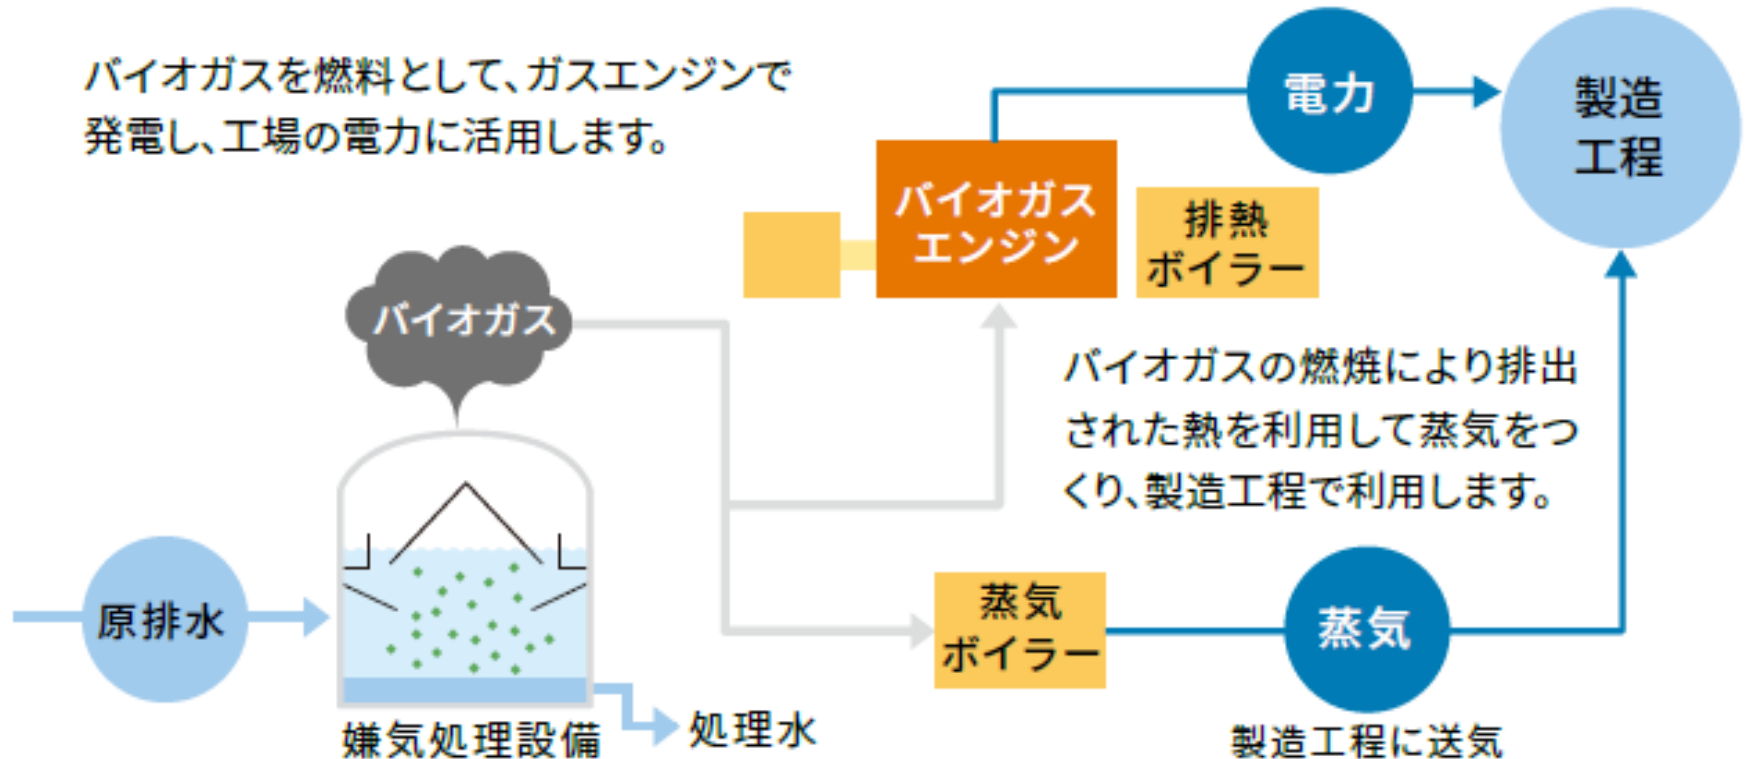 バイオガスを燃料として、ガスエンジンで
発電し、工場の電力に活用します。
電力
製造
工程
バイオガス
エンジン
排熱
ボイラー
バイオガス
バイオガスの燃焼により排出
された熱を利用して蒸気をつ
くり、製造工程で利用します。
原排水
蒸気
ボイラー
蒸気
嫌気処理設備
処理水
製造工程に送気